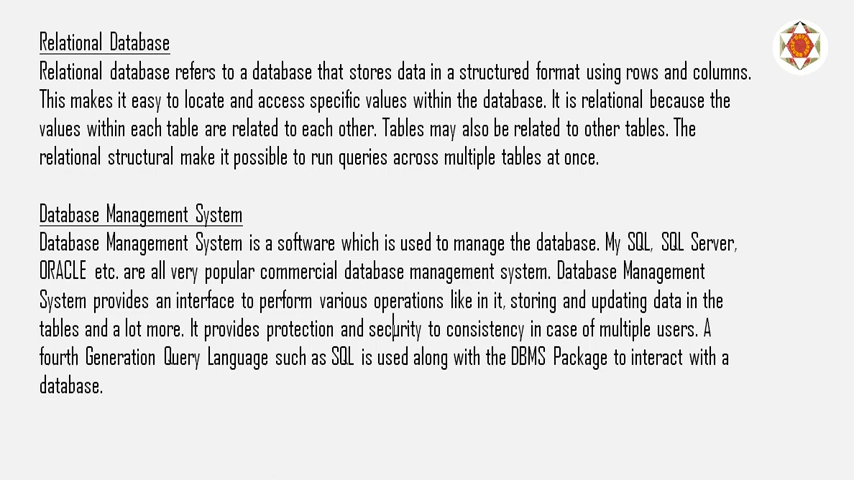 Relational Database
Relational database refers to a database that stores data in a structured format using rows and columns.
This makes it easy to locate and access specific values within the database. It is relational because the
values within each table are related to each other. Tables may also be related to other tables. The
relational structural make it possible to run queries across multiple tables at once.
Database Management System
Database Management System is a software which is used to manage the database. My SQL, SQL Server,
ORACLE etc. are all very popular commercial database management system. Database Management
System provides an interface to perform various operations like in it, storing and updating data in the
tables and a lot more. It provides protection and security to consistency in case of multiple users. A
fourth Generation Query Language such as SQL is used along with the DBMS Package to interact with a
database.